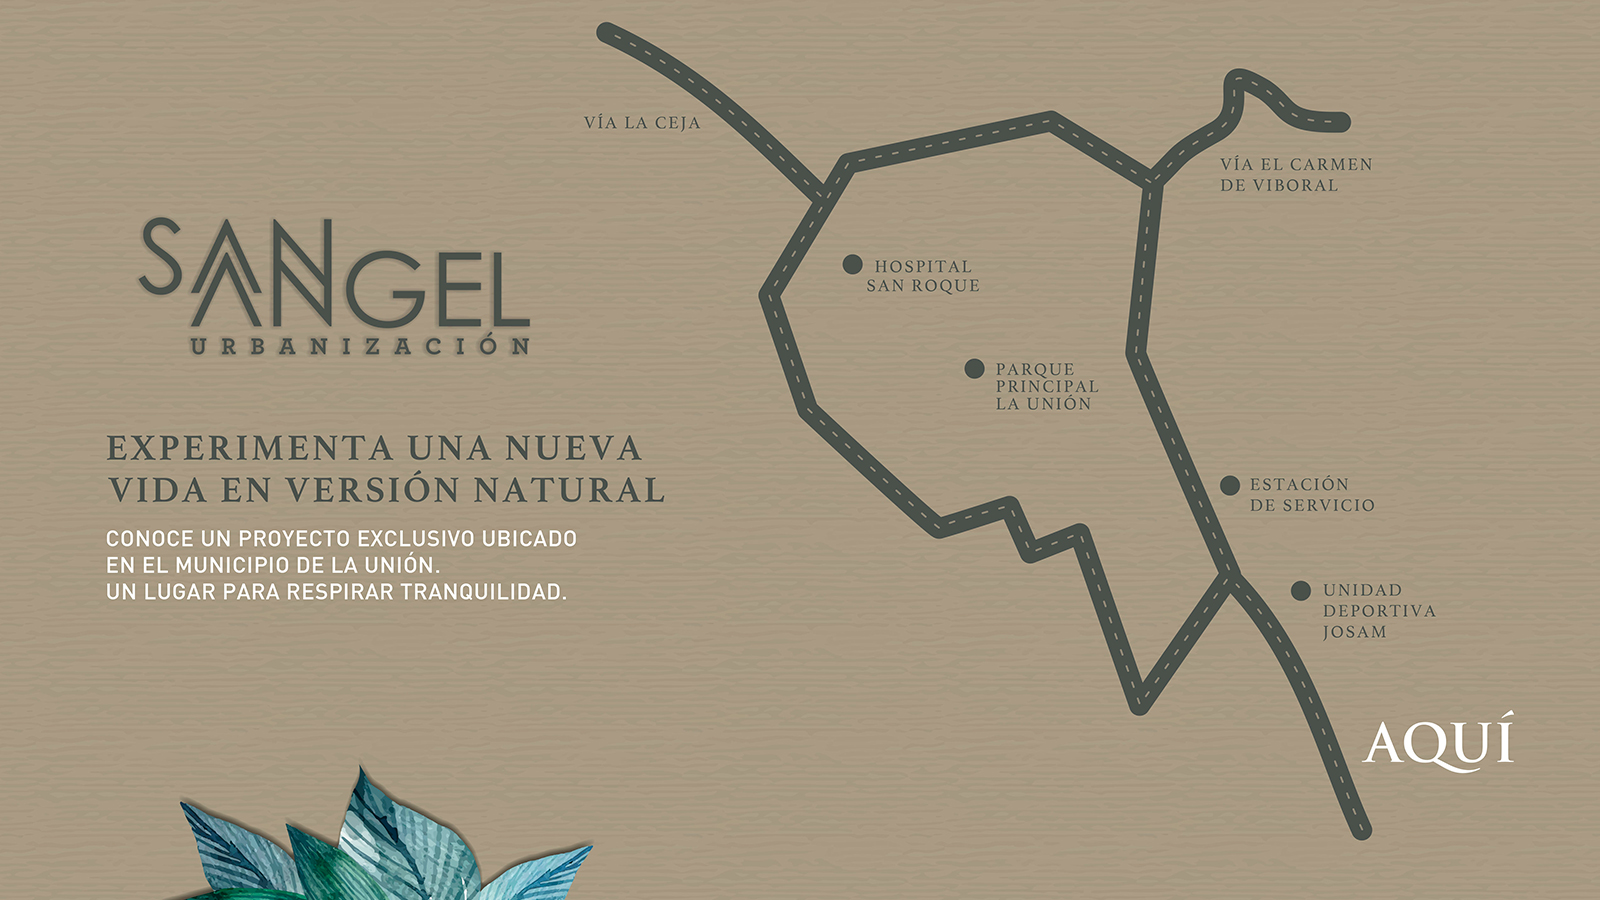 SANGEL
URBANIZACIÓN
EXPERIMENTA UNA NUEVA
VIDA EN VERSIÓN NATURAL
CONOCE UN PROYECTO EXCLUSIVO UBICADO
EN EL MUNICIPIO DE LA UNIÓN.
UN LUGAR PARA RESPIRAR TRANQUILIDAD.
VÍA LA CEJA
VÍA EL CARMEN
DE VIBORAL
HOSPITAL
SAN ROQUE
PARQUE
PRINCIPAL
LA UNIÓN
ESTACIÓN
DE SERVICIO
UNIDAD
DEPORTIVA
JOSAM
AQUÍ